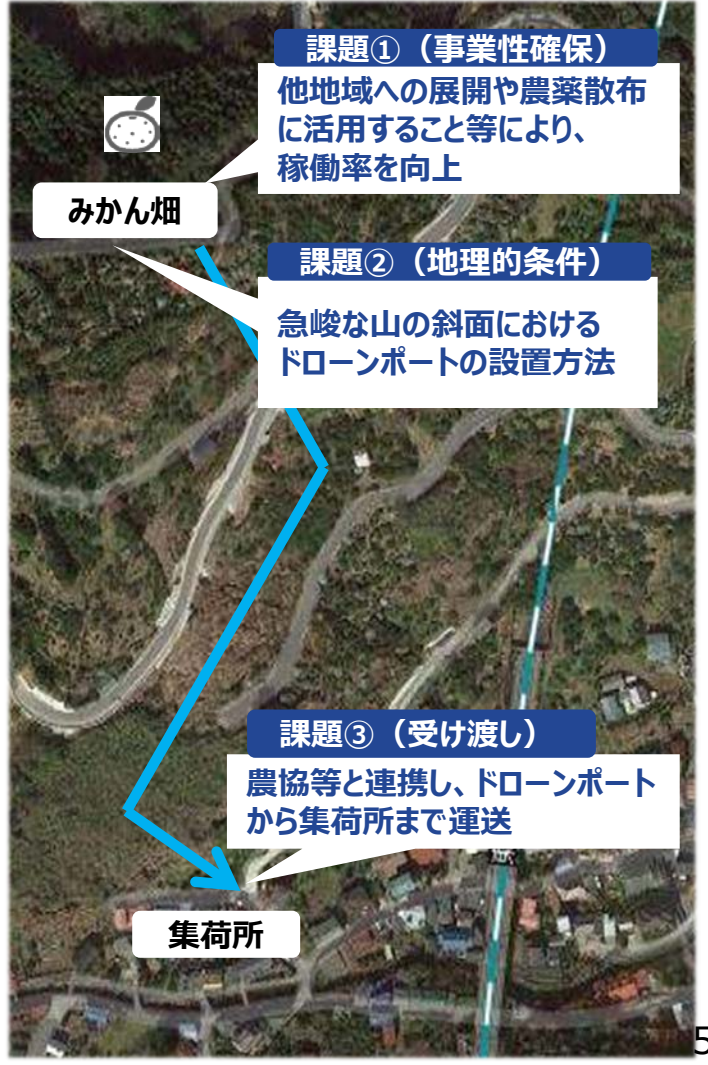 課題①（事業性確保）
他地域への展開や農薬散布
に活用すること等により、
稼働率を向上
みかん畑
課題②（地理的条件）
急峻な山の斜面における
ドローンポートの設置方法
課題③（受け渡し）
農協等と連携し、ドローンポート
から集荷所まで運送
集荷所
5